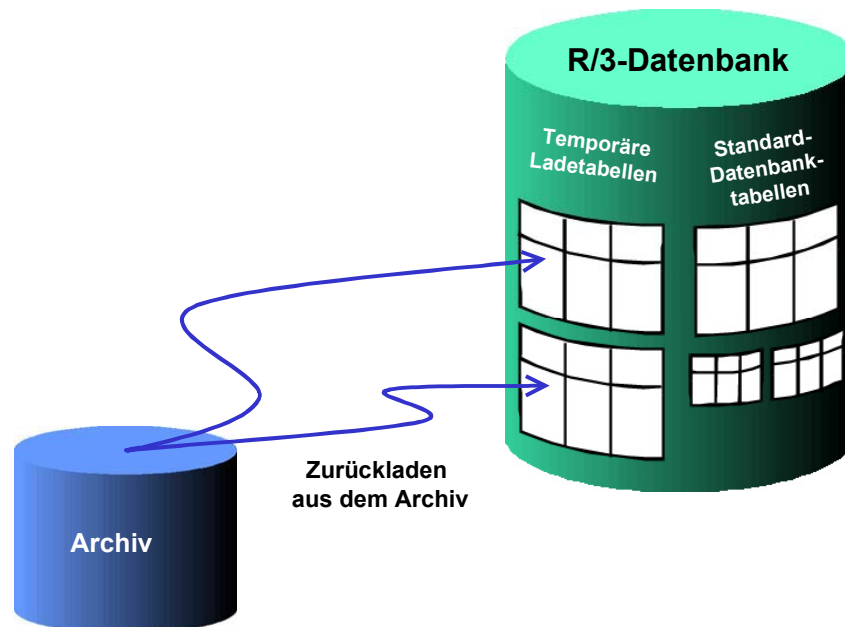 R/3-Datenbank
Temporäre
Ladetabellen
Standard-
Datenbank-
tabellen
Zurückladen
aus dem Archiv
Archiv